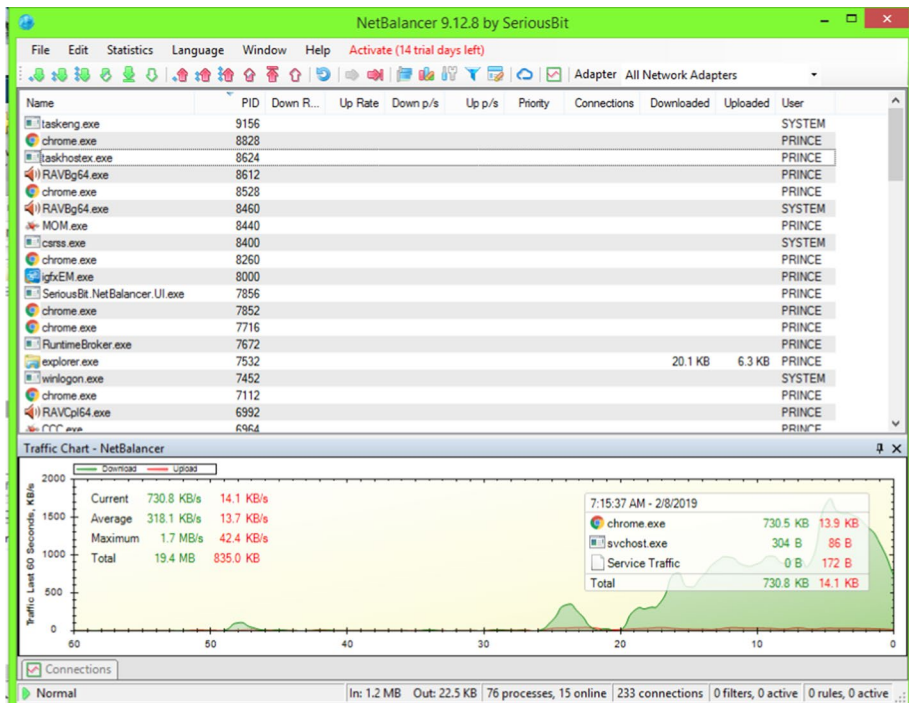 NetBalancer 9.12.8 by SeriousBit
File Edit Statistics Language Window Help Activate (14 trial days left)
Adapter All Network Adapters
Name PID Down R... Up Rate Down p/s Up p/s Priority Connections Downloaded Uploaded User
taskeng.exe 9156 SYSTEM
chrome.exe 8828 PRINCE
taskhostex.exe 8624 PRINCE
RAVBg64.exe 8612 PRINCE
chrome.exe 8528 PRINCE
RAVBg64.exe 8460 SYSTEM
MOM.exe 8440 PRINCE
csrss.exe 8400 SYSTEM
chrome.exe 8260 PRINCE
igfxEM.exe 8000 PRINCE
SeriousBit.NetBalancer.UI.exe 7856 PRINCE
chrome.exe 7852 PRINCE
chrome.exe 7716 PRINCE
RuntimeBroker.exe 7672 PRINCE
explorer.exe 7532 20.1 KB 6.3 KB PRINCE
winlogon.exe 7452 SYSTEM
chrome.exe 7112 PRINCE
RAVCpl64.exe 6992 PRINCE
CCC.exe 6964 PRINCE
Traffic Chart - NetBalancer
Download Upload
Traffic Last 60 Seconds, KB/s
2000
1500
1000
500
0
Current 730.8 KB/s 14.1 KB/s
Average 318.1 KB/s 13.7 KB/s
Maximum 1.7 MB/s 42.4 KB/s
Total 19.4 MB 835.0 KB
7:15:37 AM - 2/8/2019
chrome.exe 730.5 KB 13.9 KB
svchost.exe 304 B 86 B
Service Traffic 0 B 172 B
Total 730.8 KB 14.1 KB
60 50 40 30 20 10 0
Connections
Normal In: 1.2 MB Out: 22.5 KB 76 processes, 15 online 233 connections 0 filters, 0 active 0 rules, 0 active